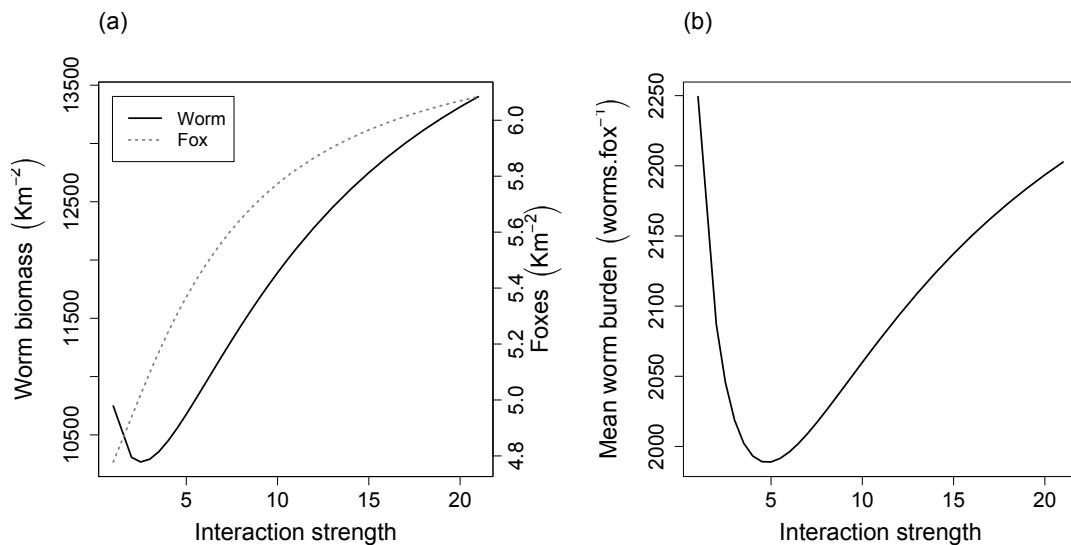 (a)
Worm biomass (Km⁻²)
13500
12500
11500
10500
Worm
Fox
6.0
5.8
5.6
5.4
5.2
5.0
4.8
Foxes (Km⁻²)
5 10 15 20
Interaction strength
(b)
Mean worm burden (worms.fox⁻¹)
2250
2200
2150
2100
2050
2000
5 10 15 20
Interaction strength